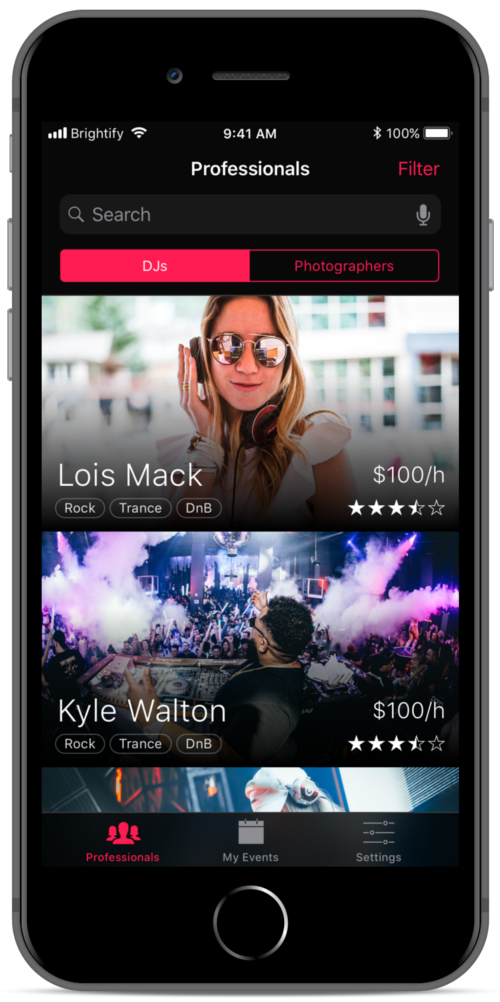 Brightify 9:41 AM 100%
Professionals Filter
Search
DJs Photographers
Lois Mack $100/h
Rock Trance DnB
Kyle Walton $100/h
Rock Trance DnB
Professionals My Events Settings